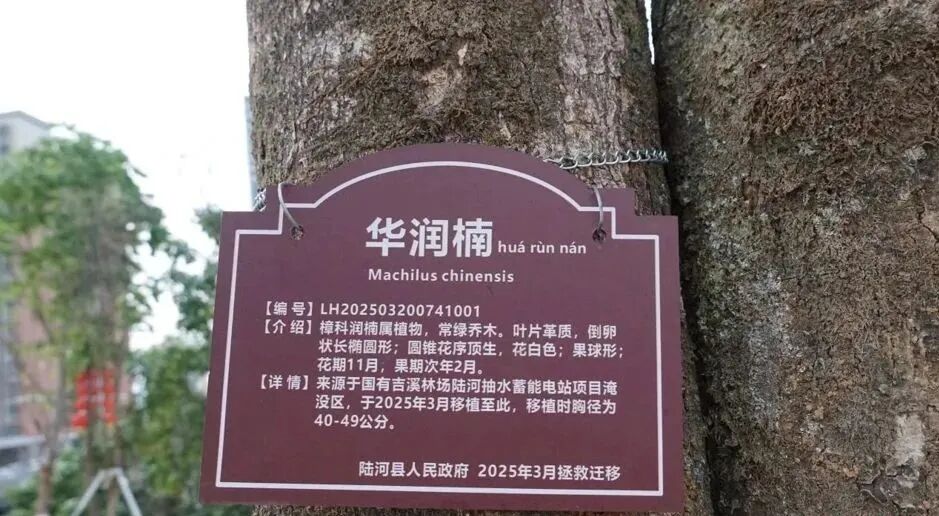 华润楠 huá rùn nán
Machilus chinensis
【编 号】LH202503200741001
【介 绍】樟科润楠属植物，常绿乔木。叶片革质，倒卵
状长椭圆形；圆锥花序顶生，花白色；果球形；
花期11月，果期次年2月。
【详 情】来源于国有吉溪林场陆河抽水蓄能电站项目淹
没区，于2025年3月移植至此，移植时胸径为
40-49公分。
陆河县人民政府 2025年3月拯救迁移